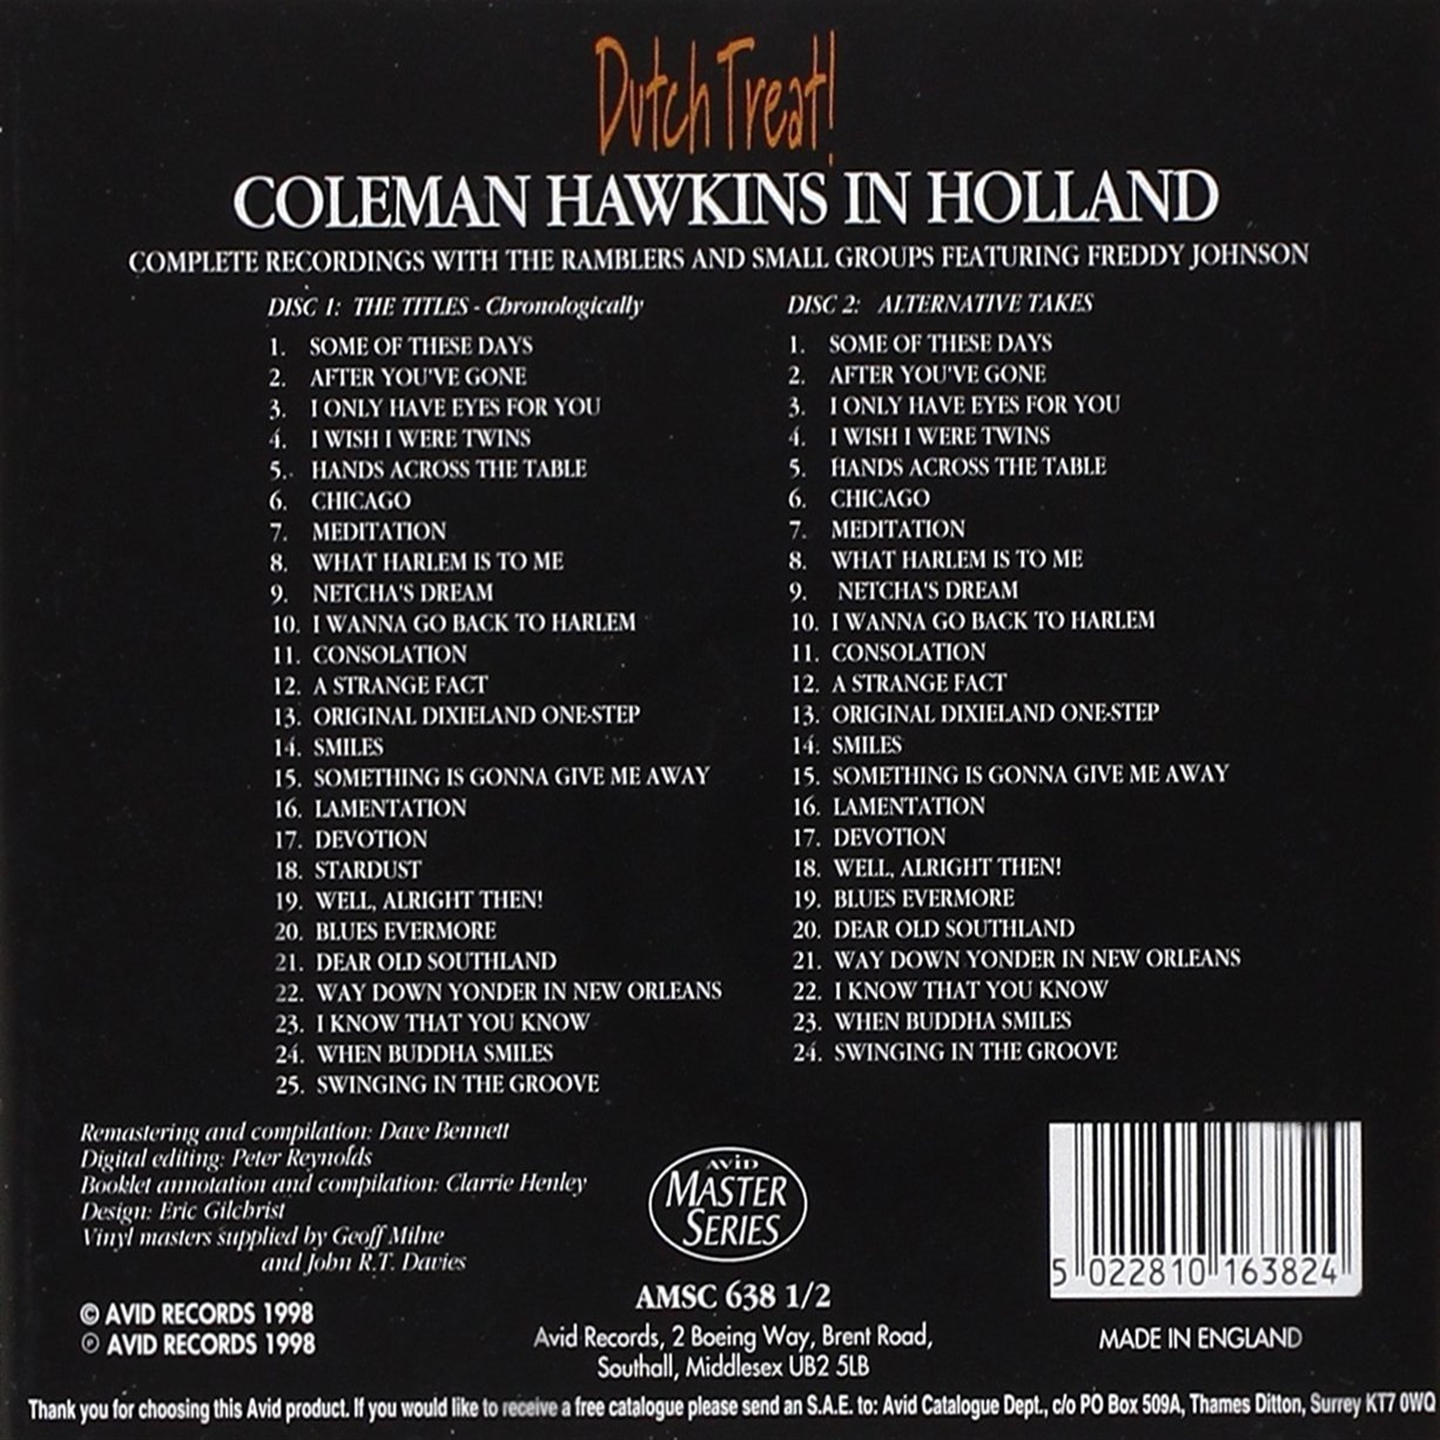 Dutch Treat!
COLEMAN HAWKINS IN HOLLAND
COMPLETE RECORDINGS WITH THE RAMBLERS AND SMALL GROUPS FEATURING FREDDY JOHNSON
DISC 1: THE TITLES - Chronologically
1. SOME OF THESE DAYS
2. AFTER YOU'VE GONE
3. I ONLY HAVE EYES FOR YOU
4. I WISH I WERE TWINS
5. HANDS ACROSS THE TABLE
6. CHICAGO
7. MEDITATION
8. WHAT HARLEM IS TO ME
9. NETCHA'S DREAM
10. I WANNA GO BACK TO HARLEM
11. CONSOLATION
12. A STRANGE FACT
13. ORIGINAL DIXIELAND ONE-STEP
14. SMILES
15. SOMETHING IS GONNA GIVE ME AWAY
16. LAMENTATION
17. DEVOTION
18. STARDUST
19. WELL, ALRIGHT THEN!
20. BLUES EVERMORE
21. DEAR OLD SOUTHLAND
22. WAY DOWN YONDER IN NEW ORLEANS
23. I KNOW THAT YOU KNOW
24. WHEN BUDDHA SMILES
25. SWINGING IN THE GROOVE
DISC 2: ALTERNATIVE TAKES
1. SOME OF THESE DAYS
2. AFTER YOU'VE GONE
3. I ONLY HAVE EYES FOR YOU
4. I WISH I WERE TWINS
5. HANDS ACROSS THE TABLE
6. CHICAGO
7. MEDITATION
8. WHAT HARLEM IS TO ME
9. NETCHA'S DREAM
10. I WANNA GO BACK TO HARLEM
11. CONSOLATION
12. A STRANGE FACT
13. ORIGINAL DIXIELAND ONE-STEP
14. SMILES
15. SOMETHING IS GONNA GIVE ME AWAY
16. LAMENTATION
17. DEVOTION
18. WELL, ALRIGHT THEN!
19. BLUES EVERMORE
20. DEAR OLD SOUTHLAND
21. WAY DOWN YONDER IN NEW ORLEANS
22. I KNOW THAT YOU KNOW
23. WHEN BUDDHA SMILES
24. SWINGING IN THE GROOVE
Remastering and compilation: Dave Bennett
Digital editing: Peter Reynolds
Booklet annotation and compilation: Clarrie Henley
Design: Eric Gilchrist
Vinyl masters supplied by Geoff Milne
and John R.T. Davies
© AVID RECORDS 1998
℗ AVID RECORDS 1998
AVID
MASTER
SERIES
AMSC 638 1/2
Avid Records, 2 Boeing Way, Brent Road,
Southall, Middlesex UB2 5LB
5 022810 163824
MADE IN ENGLAND
Thank you for choosing this Avid product. If you would like to receive a free catalogue please send an S.A.E. to: Avid Catalogue Dept., c/o PO Box 509A, Thames Ditton, Surrey KT7 0WQ